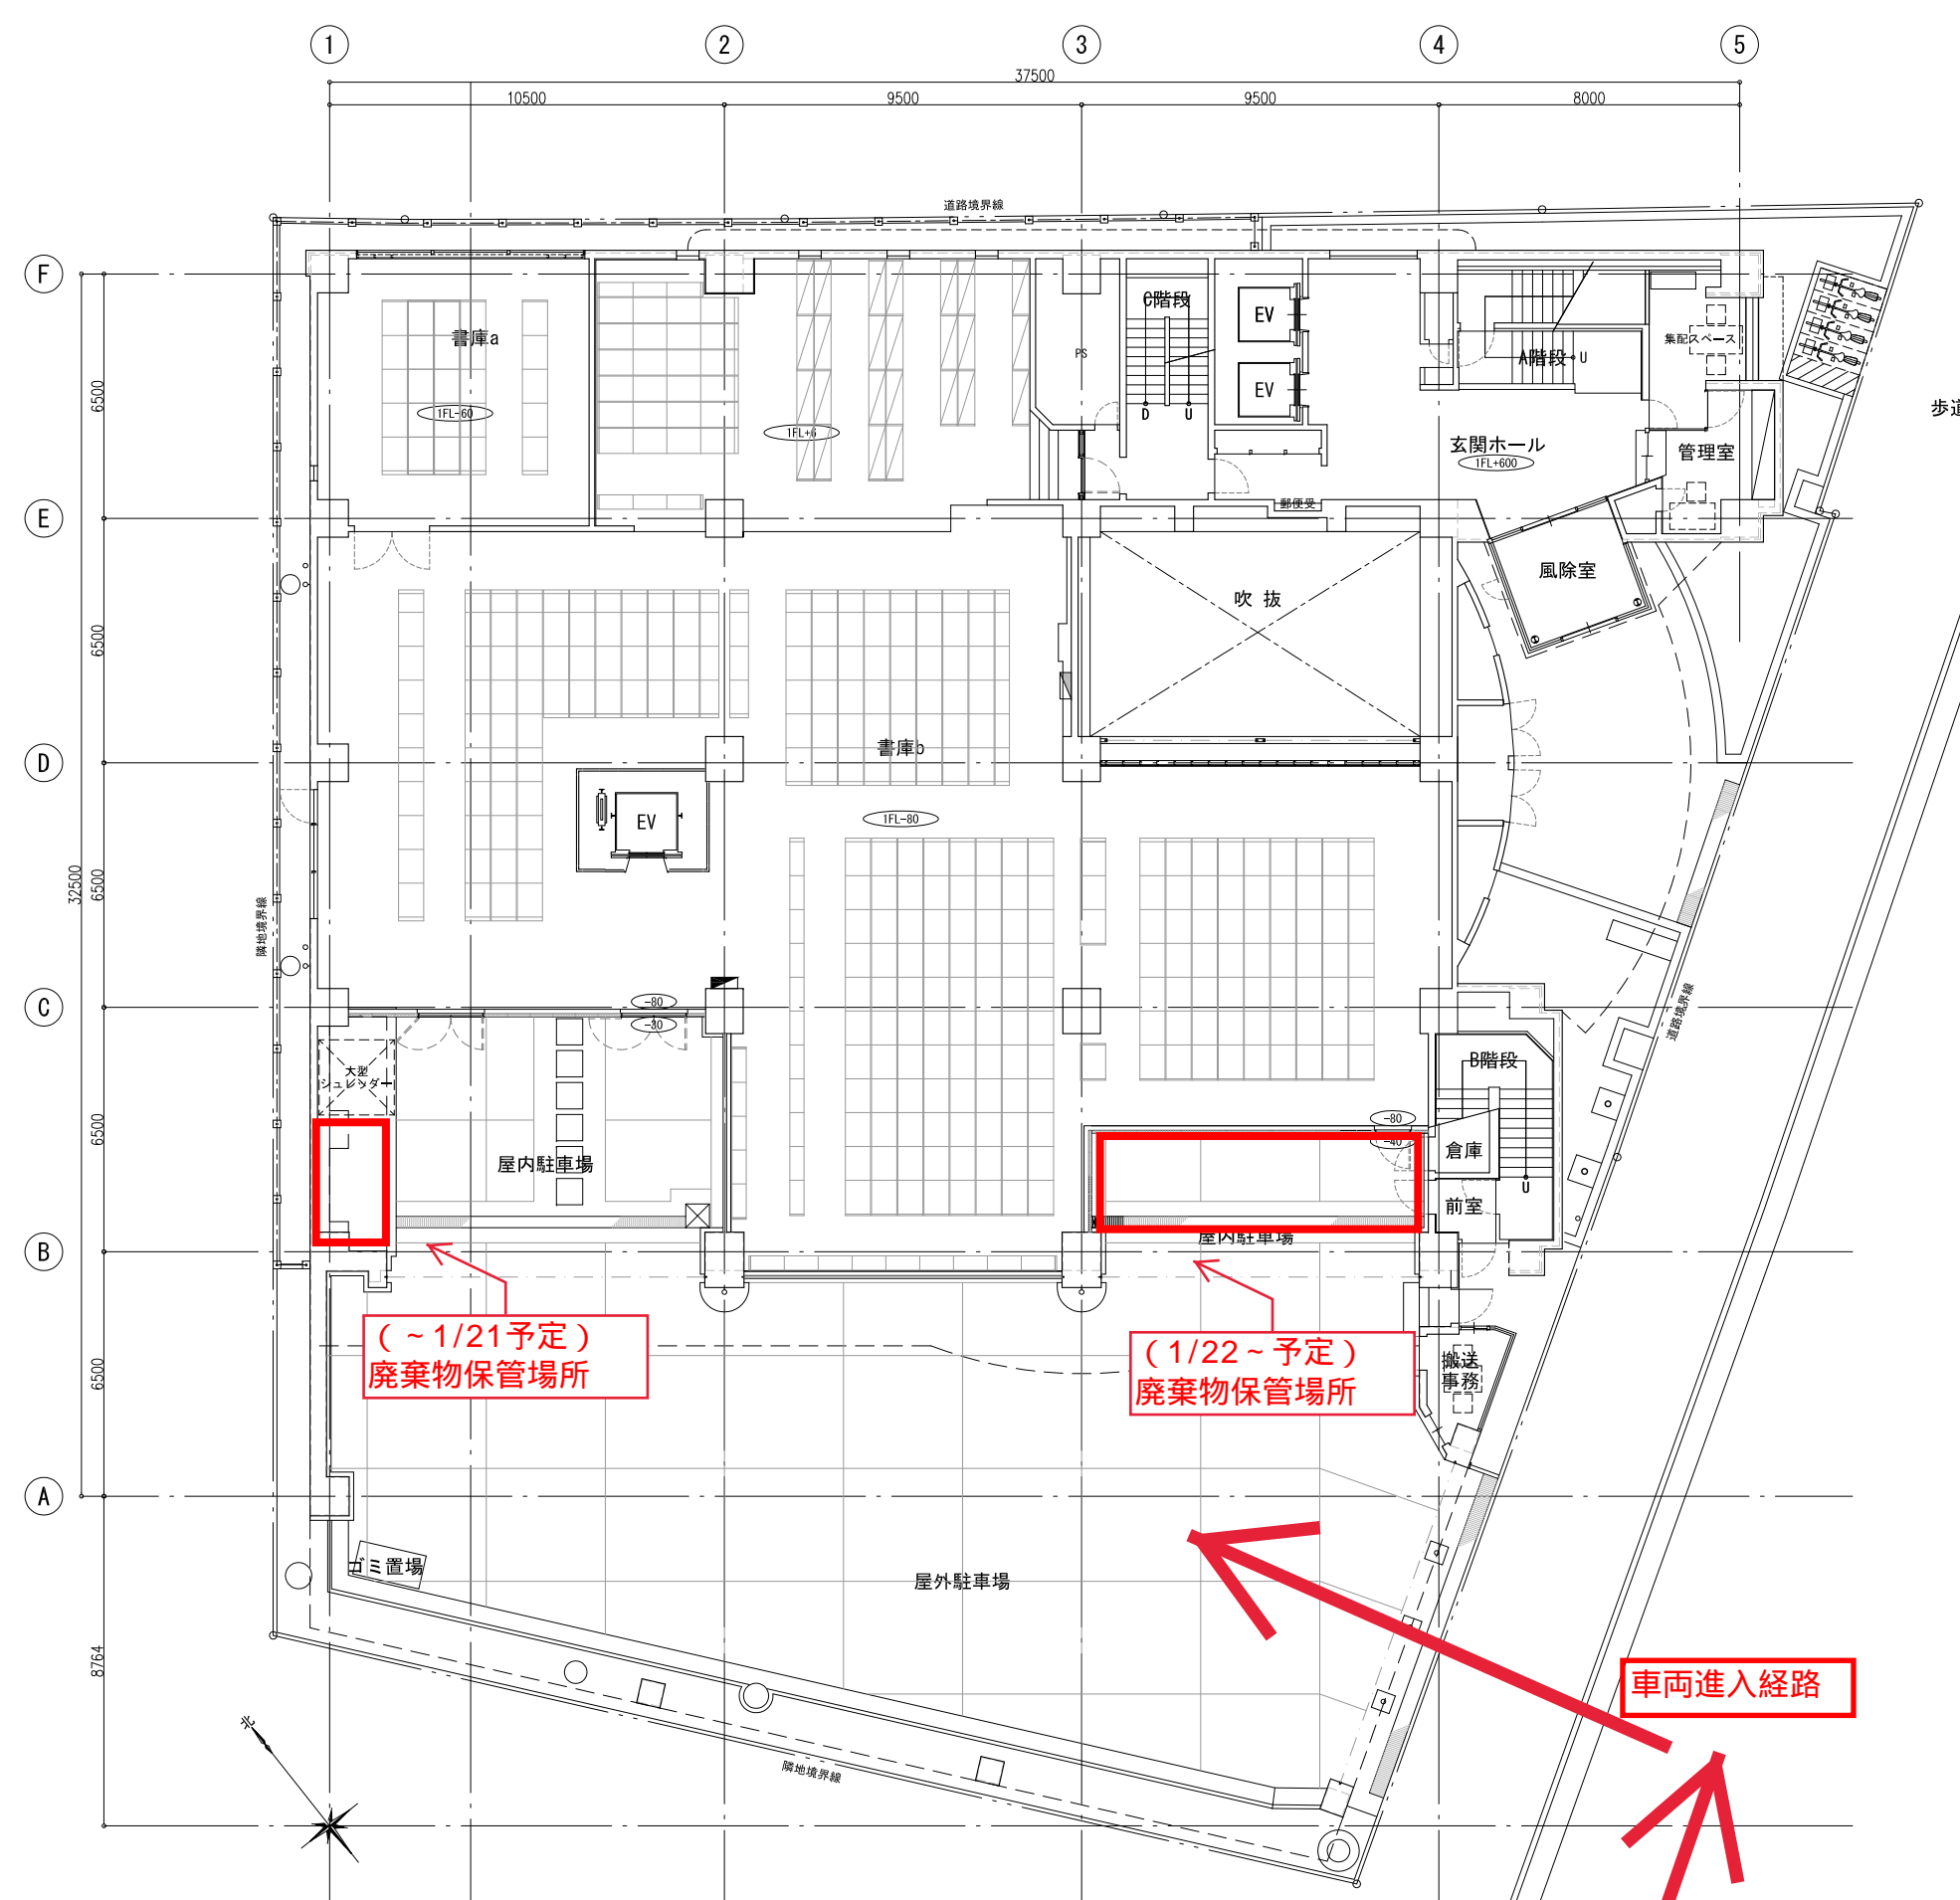 1
2
3
4
5
37500
10500
9500
9500
8000
道路境界線
F
E
D
C
B
A
6500
6500
6500
6500
6500
32500
8764
書庫a
1FL-60
1FL+6
C階段
PS
D
U
EV
EV
A階段
U
集配スペース
歩道
玄関ホール
1FL+600
管理室
郵便受
風除室
吹 抜
書庫b
1FL-80
EV
隣地境界線
-80
-30
大型
シュレッダー
屋内駐車場
道路境界線
B階段
-80
-40
倉庫
前室
U
屋内駐車場
(~1/21予定)
廃棄物保管場所
(1/22~予定)
廃棄物保管場所
搬送
事務
ゴミ置場
屋外駐車場
車両進入経路
北
隣地境界線